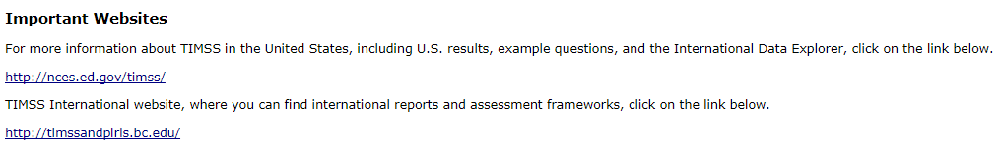 Important Websites
For more information about TIMSS in the United States, including U.S. results, example questions, and the International Data Explorer, click on the link below.
http://nces.ed.gov/timss/
TIMSS International website, where you can find international reports and assessment frameworks, click on the link below.
http://timssandpirls.bc.edu/